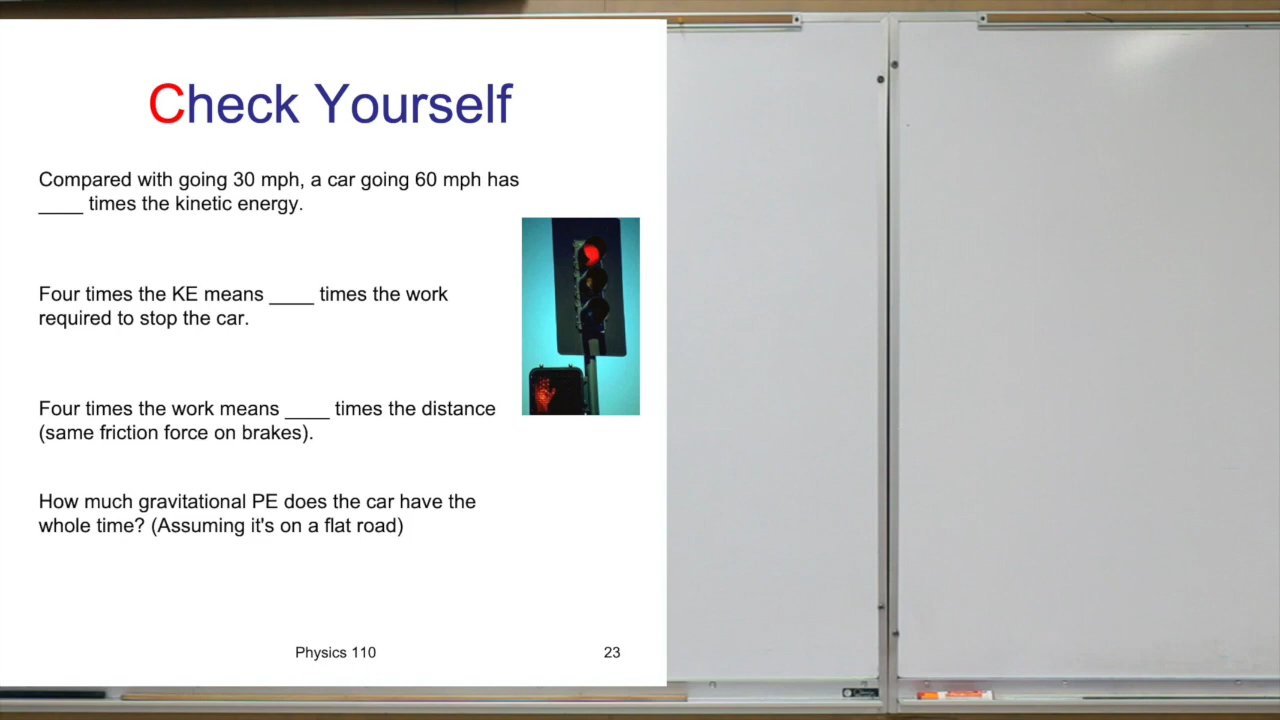 Check Yourself
Compared with going 30 mph, a car going 60 mph has
____ times the kinetic energy.
Four times the KE means ____ times the work
required to stop the car.
Four times the work means ____ times the distance
(same friction force on brakes).
How much gravitational PE does the car have the
whole time? (Assuming it's on a flat road)
Physics 110
23